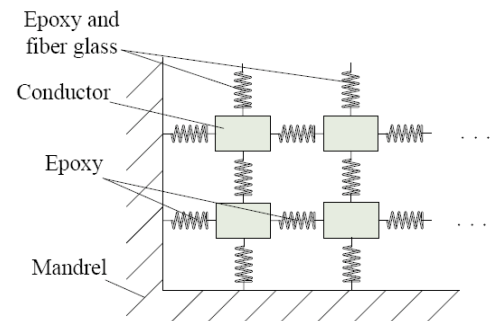 Epoxy and
fiber glass
Conductor
. . .
Epoxy
. . .
Mandrel